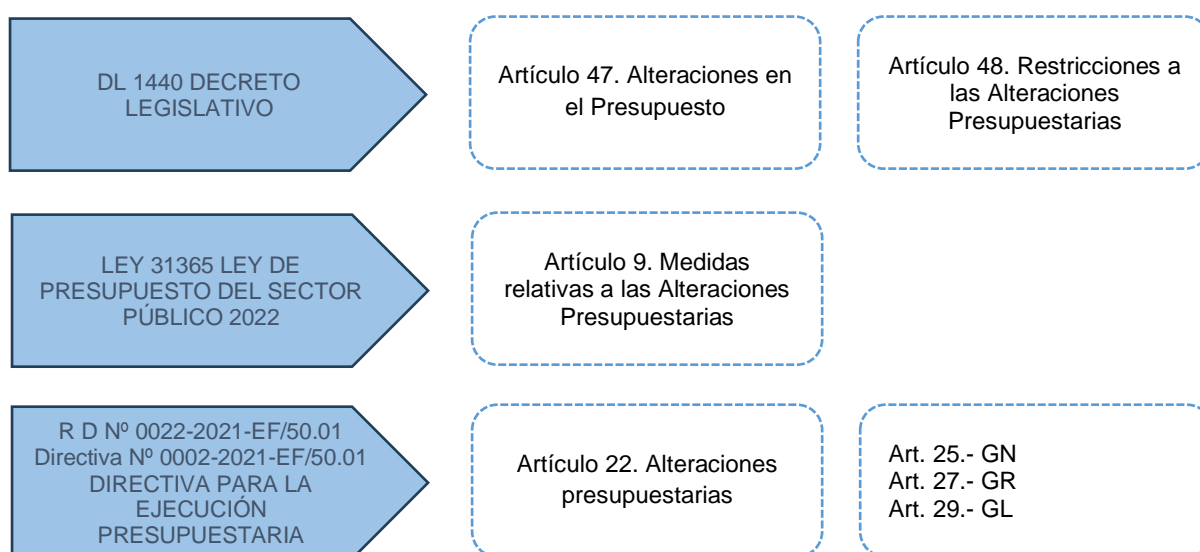 DL 1440 DECRETO
LEGISLATIVO
Artículo 47. Alteraciones en
el Presupuesto
Artículo 48. Restricciones a
las Alteraciones
Presupuestarias
LEY 31365 LEY DE
PRESUPUESTO DEL SECTOR
PÚBLICO 2022
Artículo 9. Medidas
relativas a las Alteraciones
Presupuestarias
R D Nº 0022-2021-EF/50.01
Directiva Nº 0002-2021-EF/50.01
DIRECTIVA PARA LA
EJECUCIÓN
PRESUPUESTARIA
Artículo 22. Alteraciones
presupuestarias
Art. 25.- GN
Art. 27.- GR
Art. 29.- GL